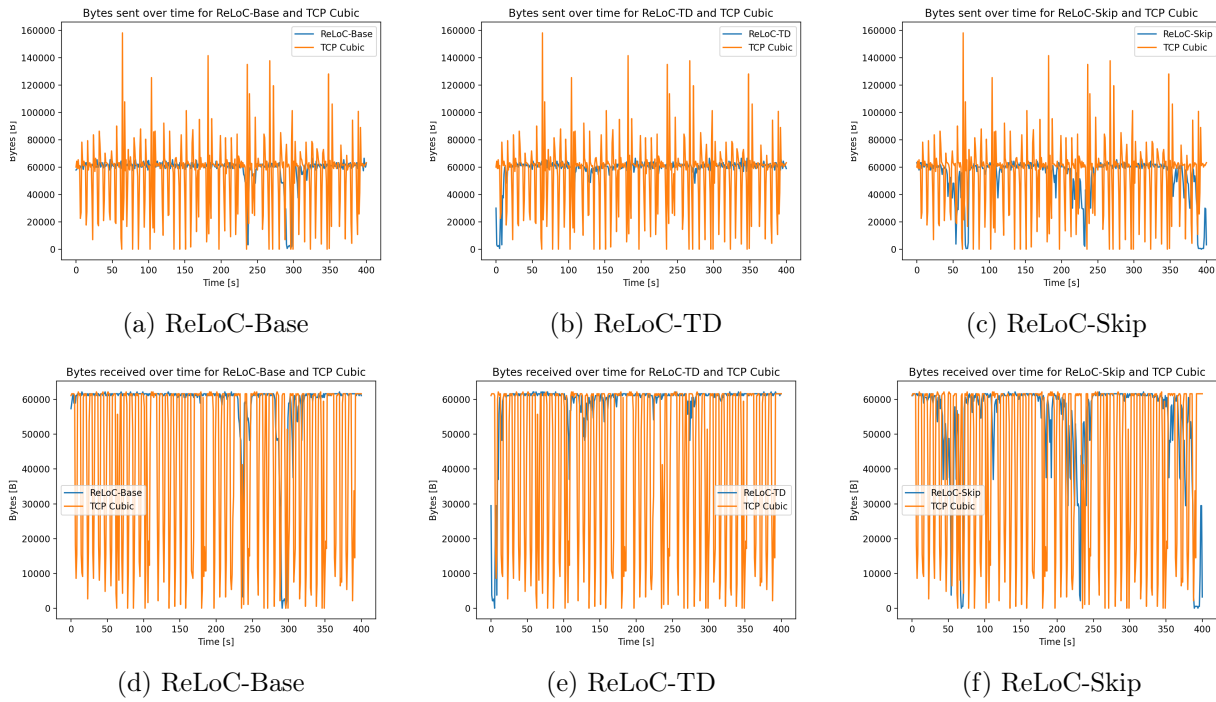 Bytes sent over time for ReLoC-Base and TCP Cubic
160000
140000
120000
100000
80000
60000
40000
20000
0
Bytes [B]
ReLoC-Base
TCP Cubic
0 50 100 150 200 250 300 350 400
Time [s]
(a) ReLoC-Base
Bytes sent over time for ReLoC-TD and TCP Cubic
160000
140000
120000
100000
80000
60000
40000
20000
0
Bytes [B]
ReLoC-TD
TCP Cubic
0 50 100 150 200 250 300 350 400
Time [s]
(b) ReLoC-TD
Bytes sent over time for ReLoC-Skip and TCP Cubic
160000
140000
120000
100000
80000
60000
40000
20000
0
Bytes [B]
ReLoC-Skip
TCP Cubic
0 50 100 150 200 250 300 350 400
Time [s]
(c) ReLoC-Skip
Bytes received over time for ReLoC-Base and TCP Cubic
60000
50000
40000
30000
20000
10000
0
Bytes [B]
ReLoC-Base
TCP Cubic
0 50 100 150 200 250 300 350 400
Time [s]
(d) ReLoC-Base
Bytes received over time for ReLoC-TD and TCP Cubic
60000
50000
40000
30000
20000
10000
0
Bytes [B]
ReLoC-TD
TCP Cubic
0 50 100 150 200 250 300 350 400
Time [s]
(e) ReLoC-TD
Bytes received over time for ReLoC-Skip and TCP Cubic
60000
50000
40000
30000
20000
10000
0
Bytes [B]
ReLoC-Skip
TCP Cubic
0 50 100 150 200 250 300 350 400
Time [s]
(f) ReLoC-Skip